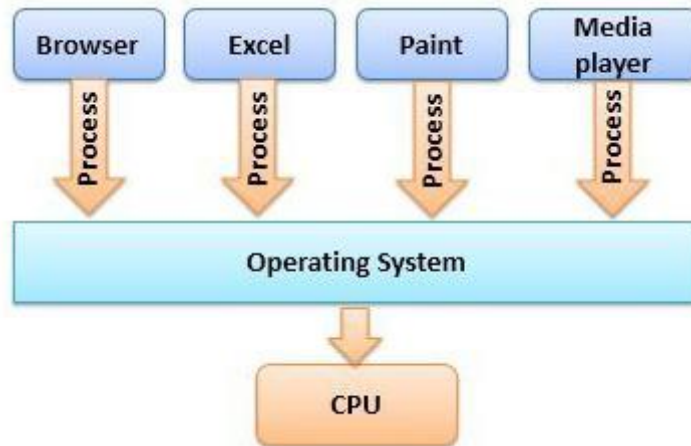 Browser
Excel
Paint
Media
player
Process
Process
Process
Process
Operating System
CPU